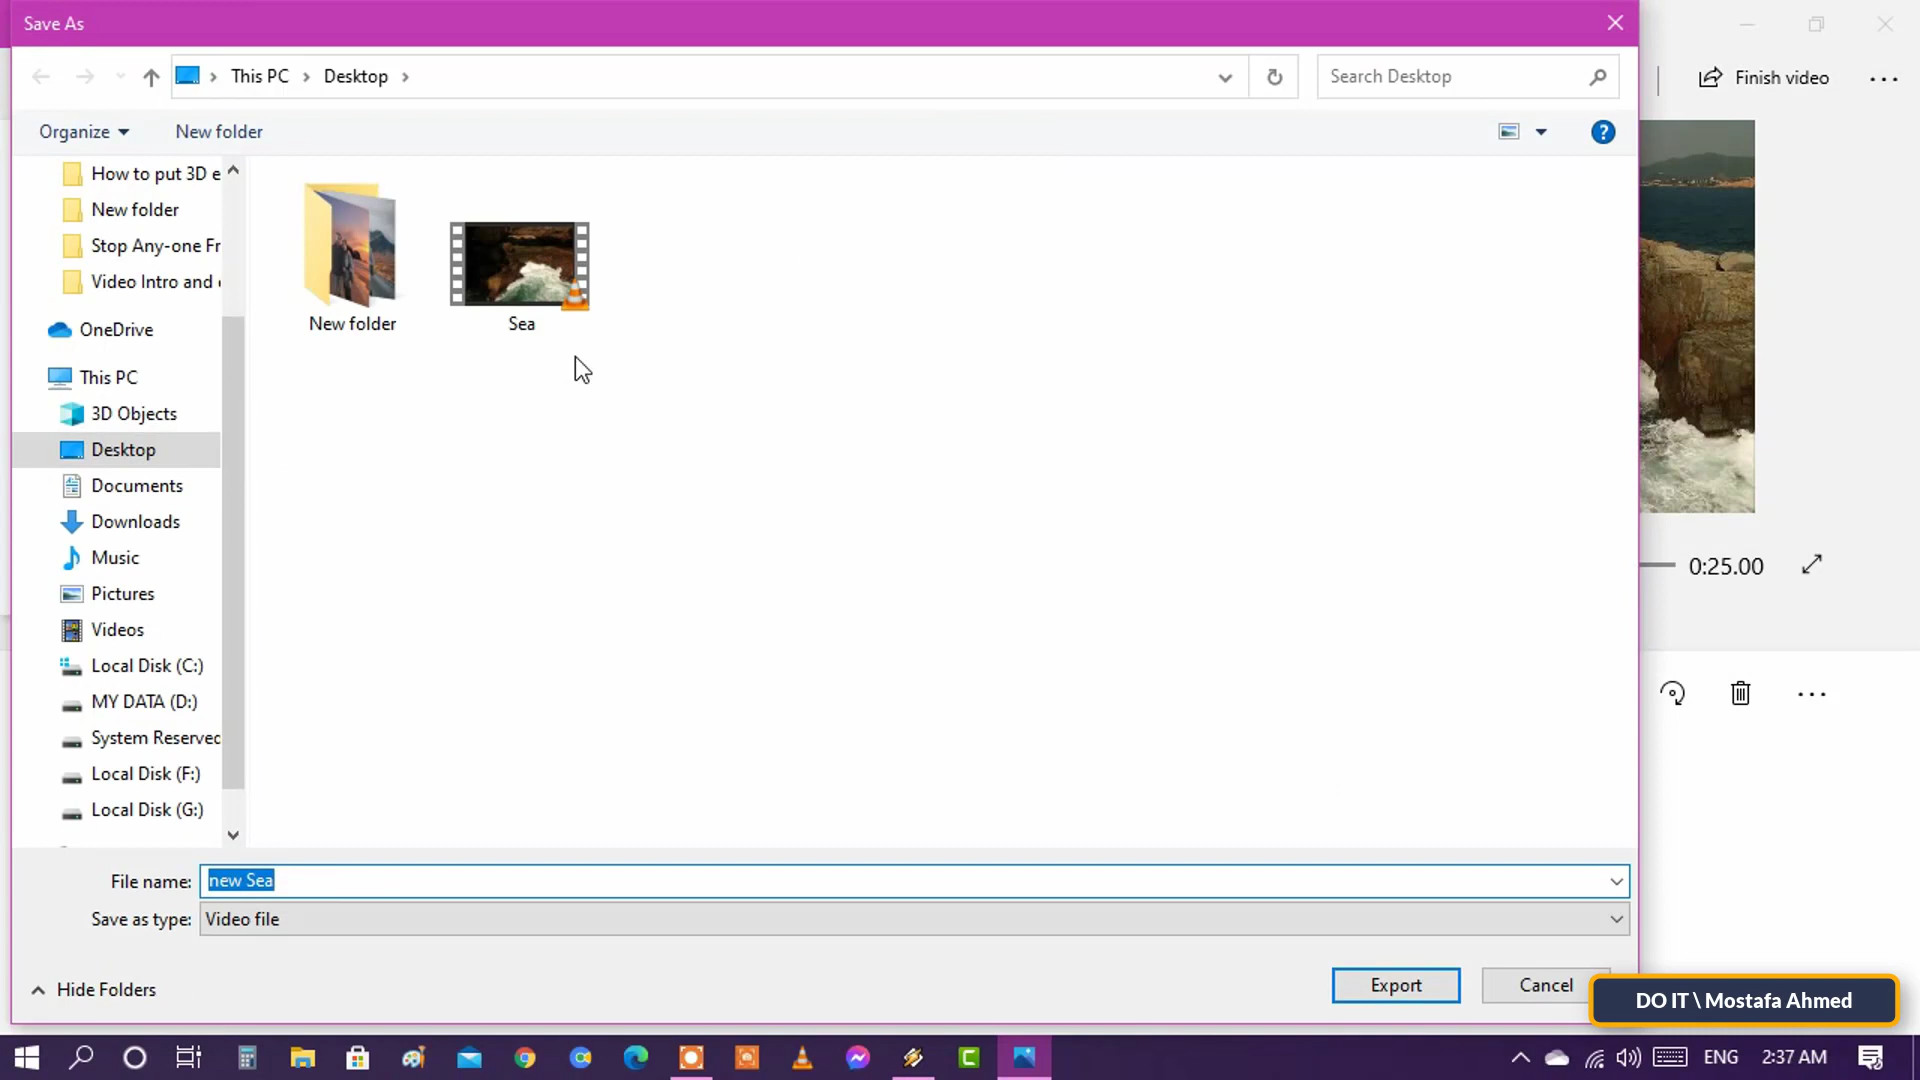 Save As
This PC
Desktop
Search Desktop
Finish video
Organize
New folder
How to put 3D e
New folder
Stop Any-one Fr
Video Intro and
OneDrive
This PC
3D Objects
Desktop
Documents
Downloads
Music
Pictures
Videos
Local Disk (C:)
MY DATA (D:)
System Reserved
Local Disk (F:)
Local Disk (G:)
New folder
Sea
0:25.00
File name: new Sea
Save as type: Video file
Hide Folders
Export
Cancel
DO IT \ Mostafa Ahmed
ENG
2:37 AM